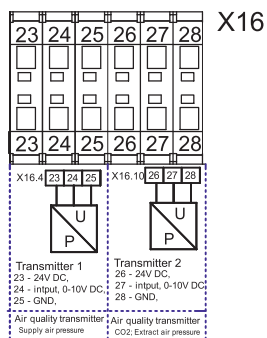 X16
23 24 25 26 27 28
23 24 25 26 27 28
X16.4 23 24 25
X16.10 26 27 28
U
P
U
P
Transmitter 1
23 - 24V DC,
24 - intput, 0-10V DC,
25 - GND,
Transmitter 2
26 - 24V DC,
27 - intput, 0-10V DC,
28 - GND,
Air quality transmitter
Supply air pressure
Air quality transmitter
CO2; Extract air pressure